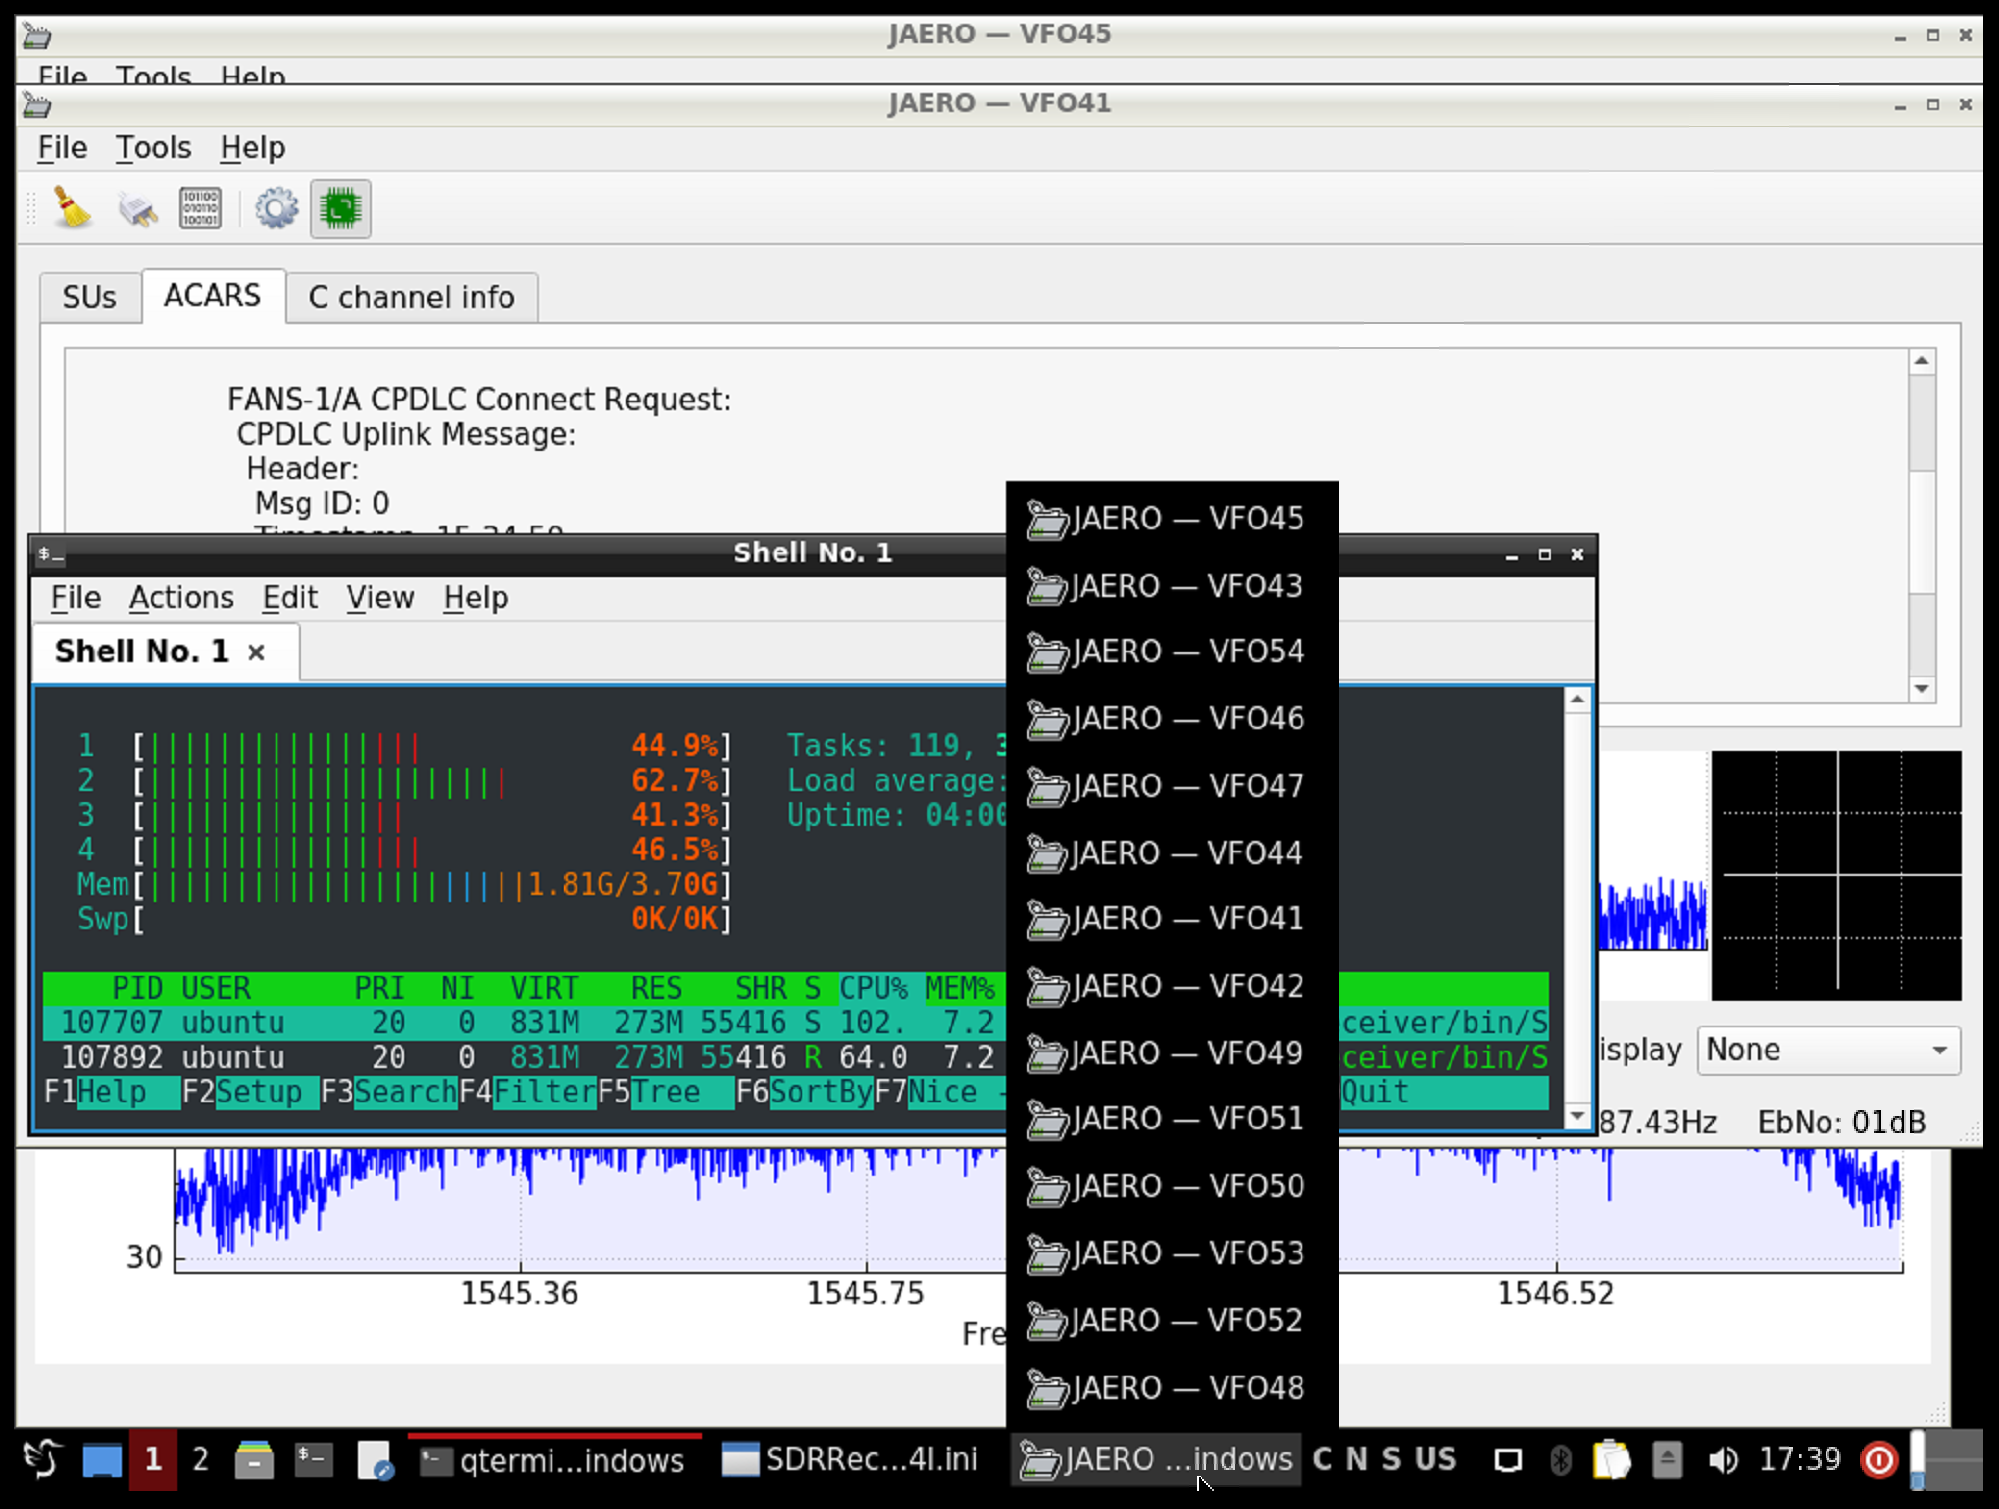 JAERO — VFO45
File Tools Help
JAERO — VFO41
File Tools Help
SUs ACARS C channel info
FANS-1/A CPDLC Connect Request:
CPDLC Uplink Message:
Header:
Msg ID: 0
Shell No. 1
File Actions Edit View Help
Shell No. 1
1 [ 44.9%] Tasks: 119, 3
2 [ 62.7%] Load average:
3 [ 41.3%] Uptime: 04:00
4 [ 46.5%]
Mem[ 1.81G/3.70G]
Swp[ 0K/0K]
PID USER PRI NI VIRT RES SHR S CPU% MEM%
107707 ubuntu 20 0 831M 273M 55416 S 102. 7.2 ceiver/bin/S
107892 ubuntu 20 0 831M 273M 55416 R 64.0 7.2 ceiver/bin/S
F1Help F2Setup F3Search F4Filter F5Tree F6SortBy F7Nice - Quit
JAERO — VFO45
JAERO — VFO43
JAERO — VFO54
JAERO — VFO46
JAERO — VFO47
JAERO — VFO44
JAERO — VFO41
JAERO — VFO42
JAERO — VFO49
JAERO — VFO51
JAERO — VFO50
JAERO — VFO53
JAERO — VFO52
JAERO — VFO48
isplay None
87.43Hz EbNo: 01dB
30
1545.36 1545.75 1546.52
Fre
1 2 qtermi...indows SDRRec...4l.ini JAERO ...indows C N S US 17:39